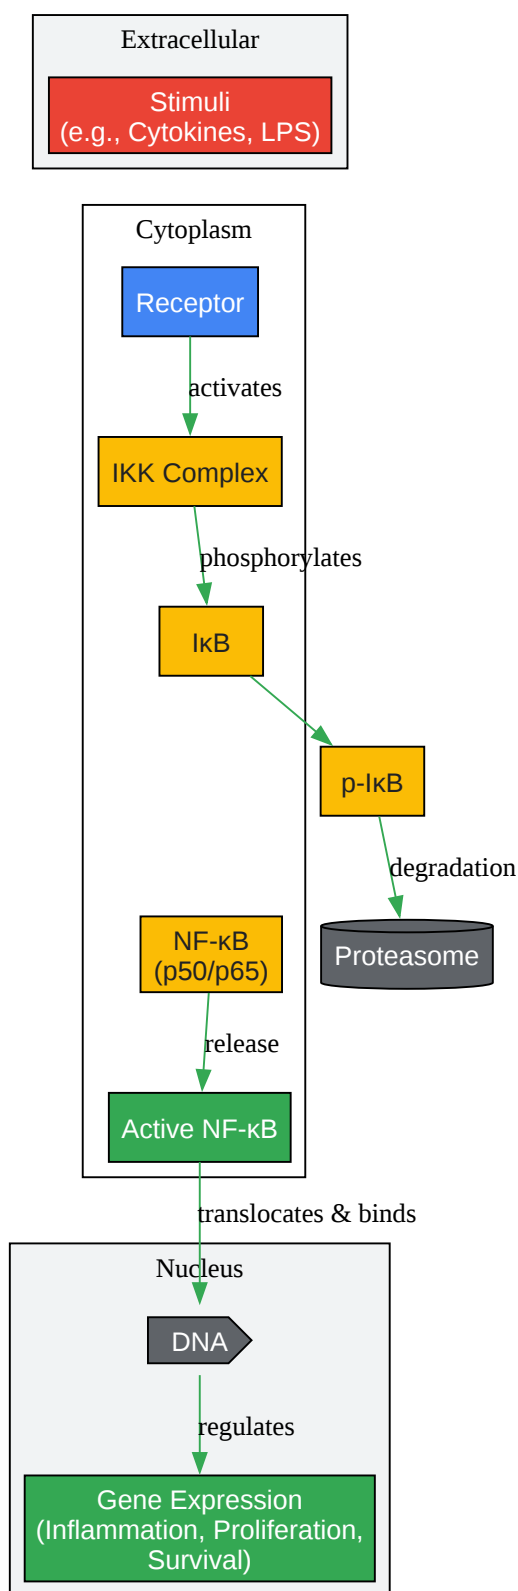 Extracellular
Stimuli
(e.g., Cytokines, LPS)
Cytoplasm
Receptor
activates
IKK Complex
phosphorylates
IκB
p-IκB
degradation
NF-κB
(p50/p65)
Proteasome
release
Active NF-κB
translocates & binds
Nucleus
DNA
regulates
Gene Expression
(Inflammation, Proliferation,
Survival)